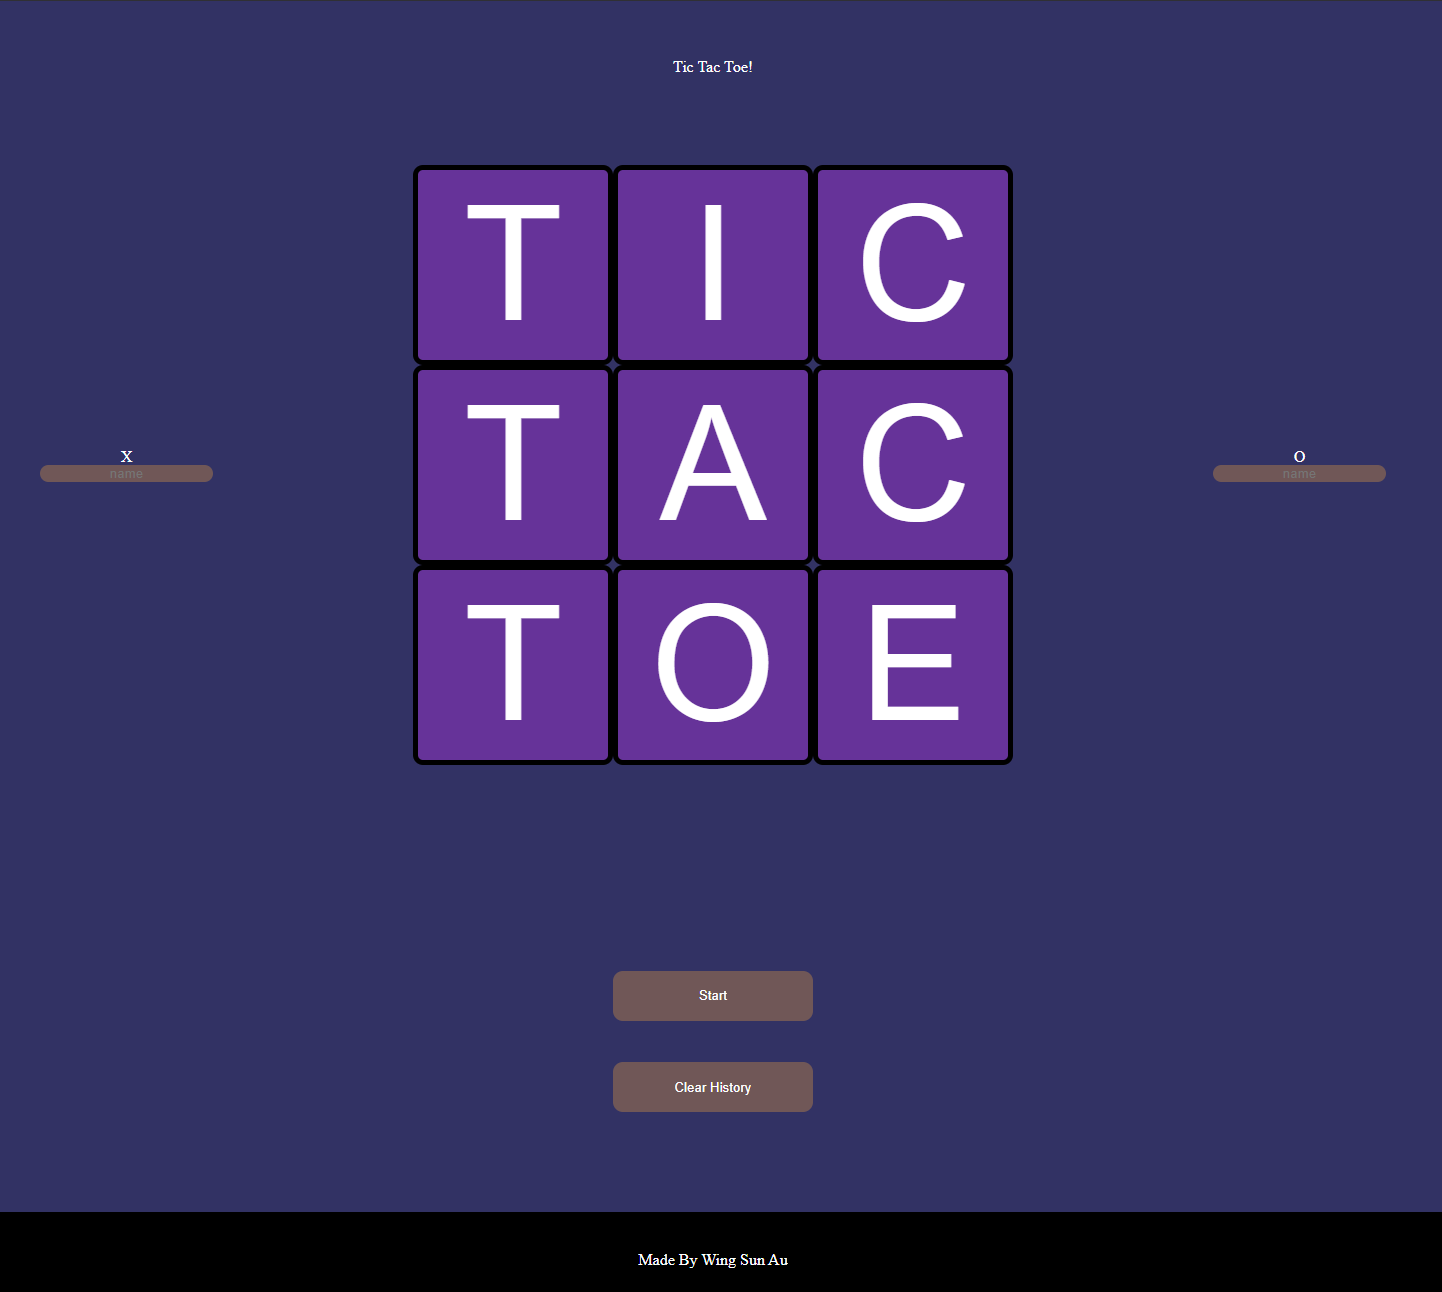 Tic Tac Toe!
T I C
T A C
T O E
X
name
O
name
Start
Clear History
Made By Wing Sun Au